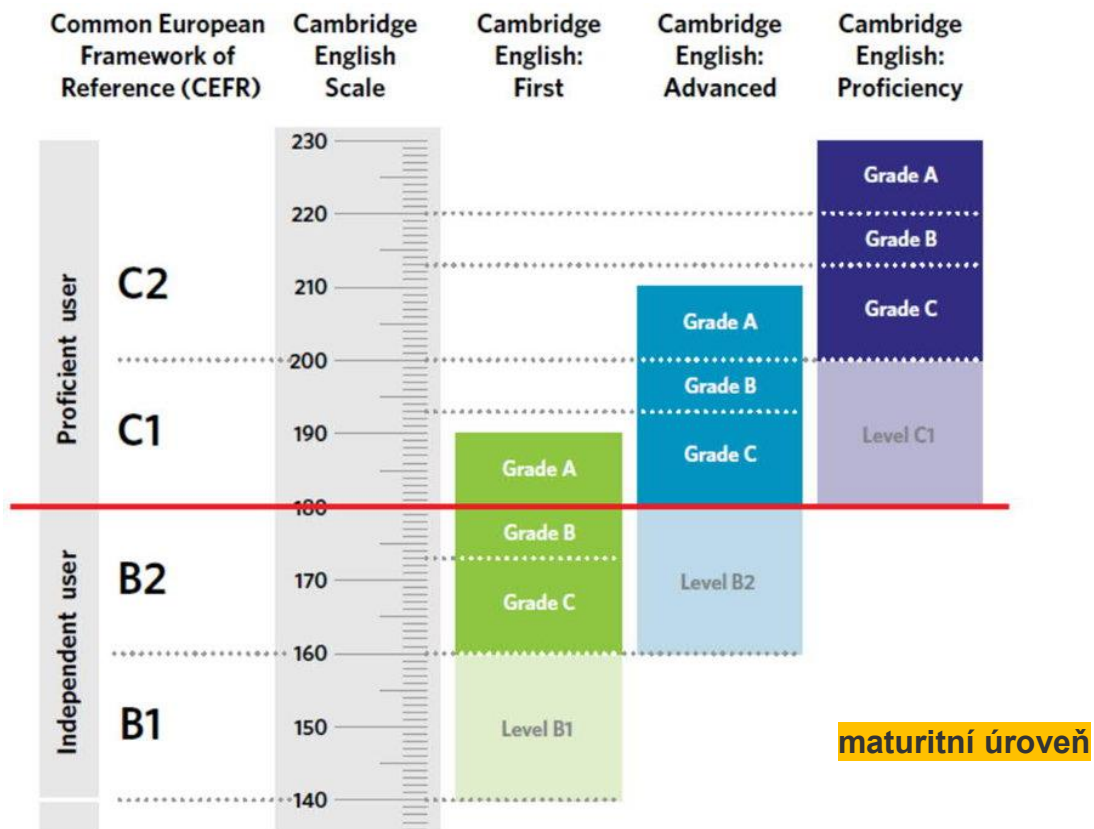 Common European
Framework of
Reference (CEFR)
Cambridge
English
Scale
Cambridge
English:
First
Cambridge
English:
Advanced
Cambridge
English:
Proficiency
230
220
210
200
190
180
170
160
150
140
Proficient user
Independent user
C2
C1
B2
B1
Grade A
Grade B
Grade C
Level B1
Grade A
Grade B
Grade C
Level B2
Grade A
Grade B
Grade C
Level C1
maturitní úroveň